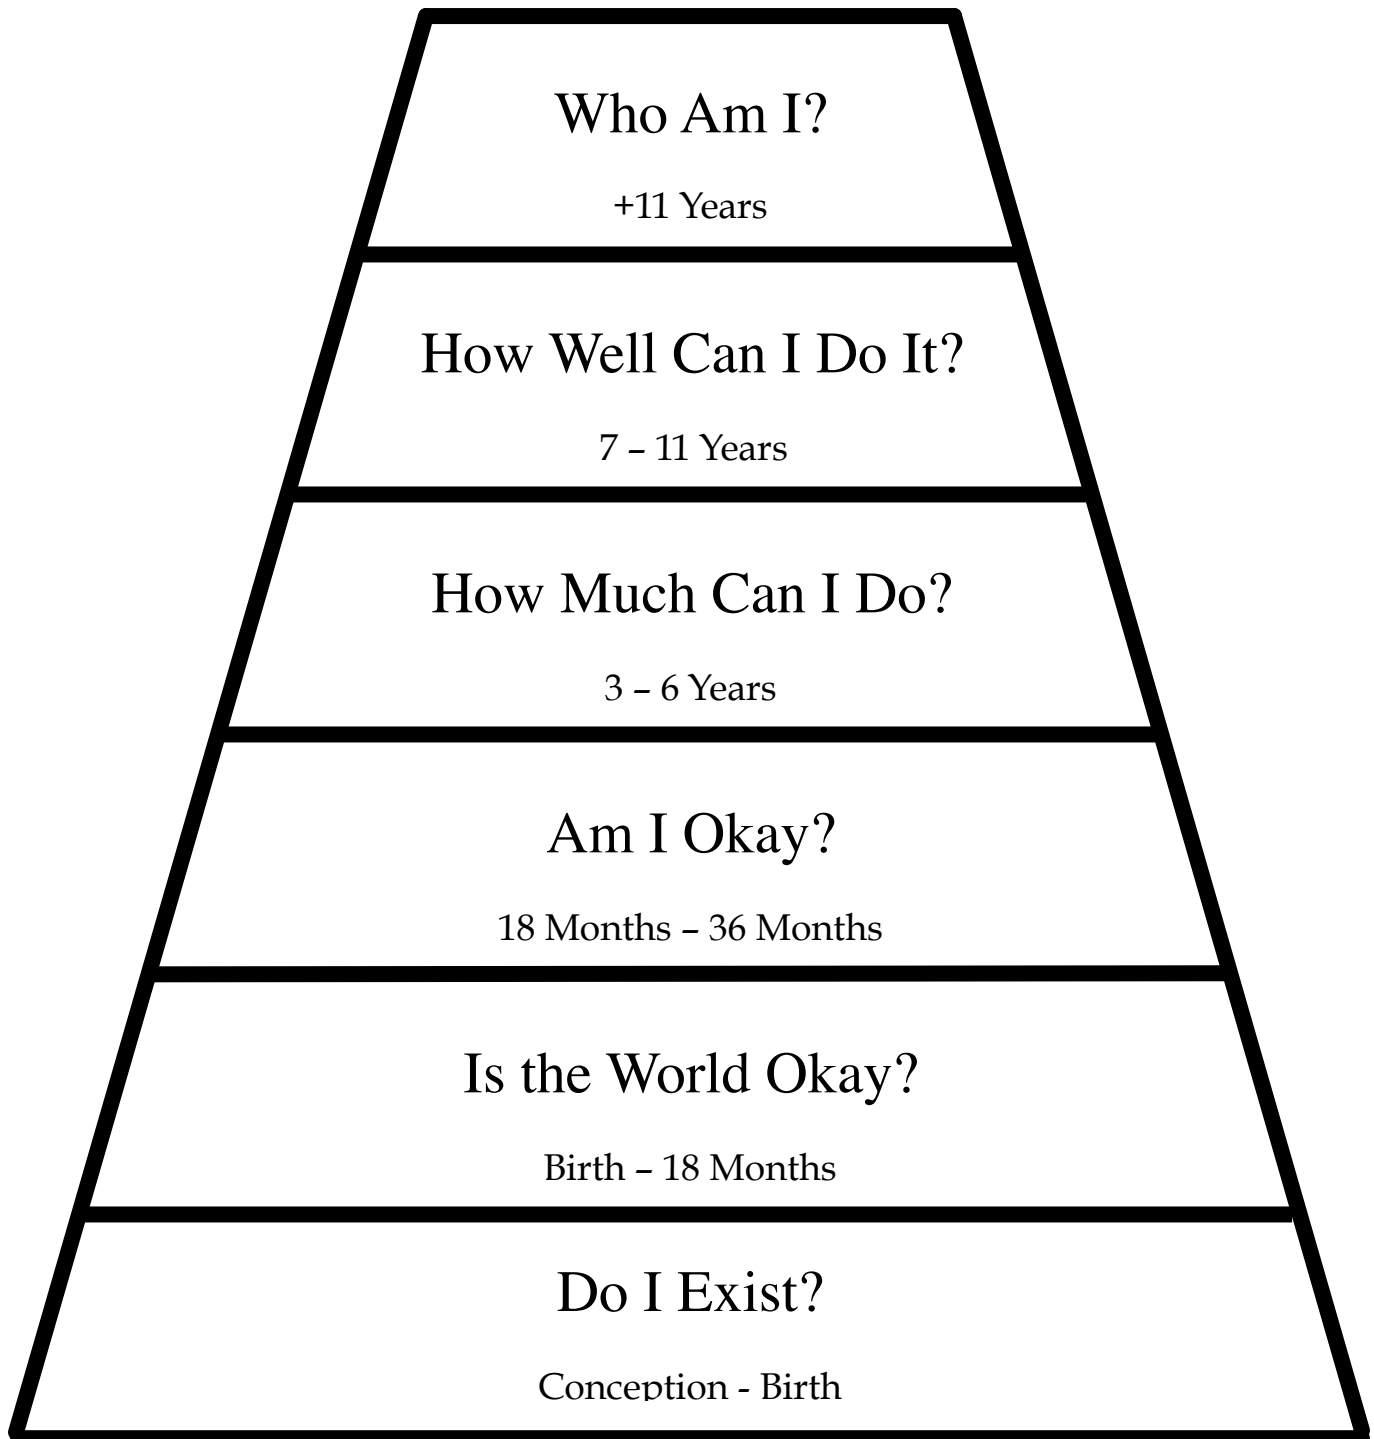 Who Am I?
+11 Years
How Well Can I Do It?
7 – 11 Years
How Much Can I Do?
3 – 6 Years
Am I Okay?
18 Months – 36 Months
Is the World Okay?
Birth – 18 Months
Do I Exist?
Conception - Birth